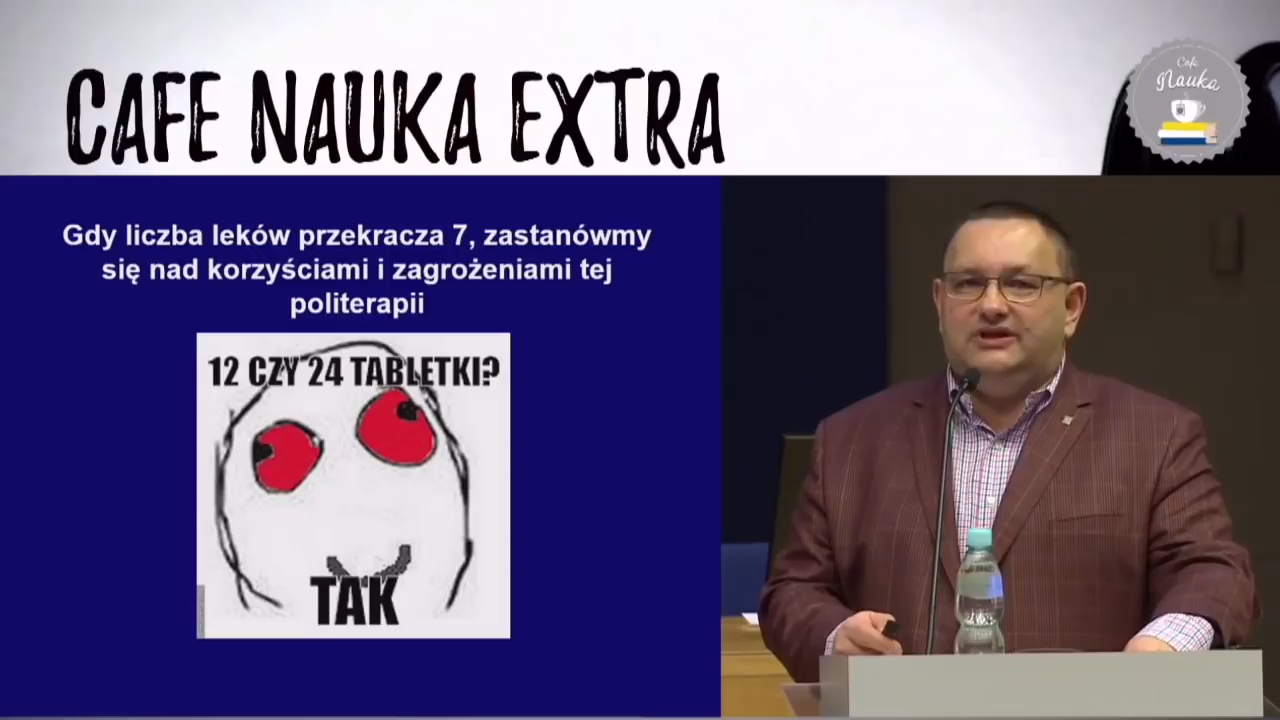 CAFE NAUKA EXTRA
Cafe
Nauka
Gdy liczba leków przekracza 7, zastanówmy
się nad korzyściami i zagrożeniami tej
politerapii
12 CZY 24 TABLETKI?
TAK